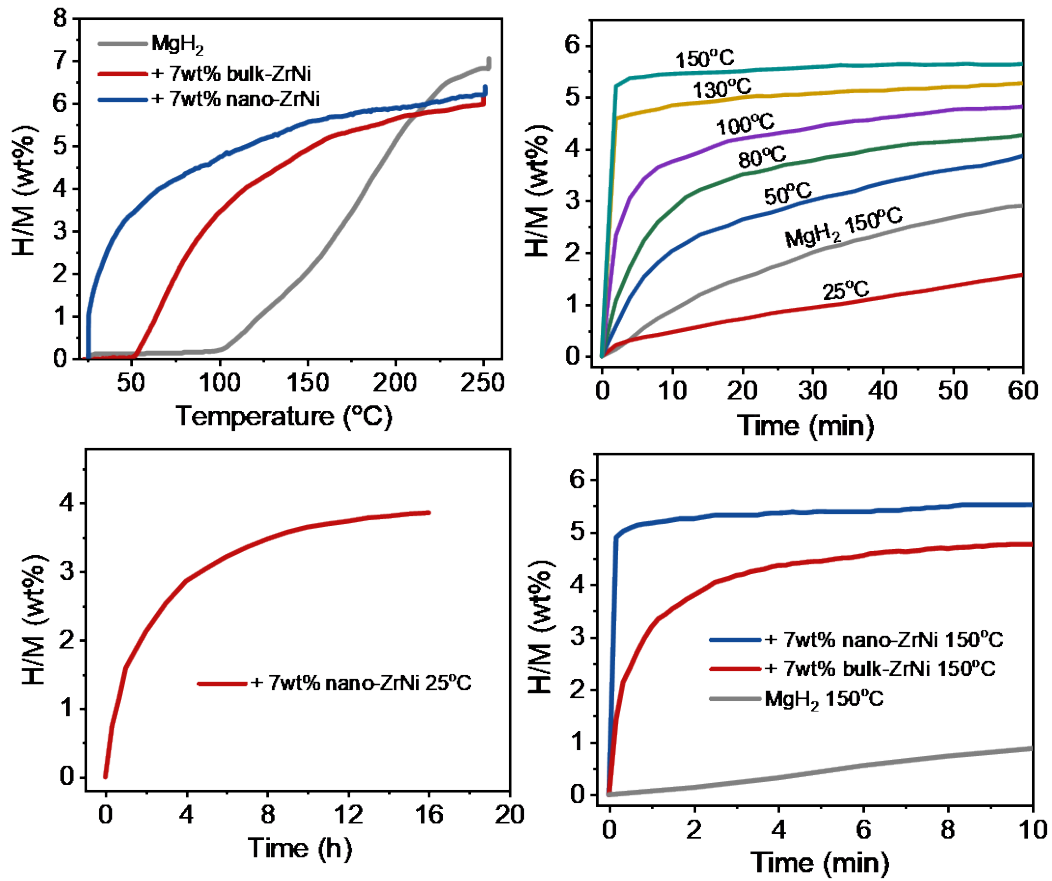 H/M (wt%)
8
7
6
5
4
3
2
1
0
MgH₂
+ 7wt% bulk-ZrNi
+ 7wt% nano-ZrNi
50 100 150 200 250
Temperature (°C)
H/M (wt%)
6
5
4
3
2
1
0
150°C
130°C
100°C
80°C
50°C
MgH₂ 150°C
25°C
0 10 20 30 40 50 60
Time (min)
H/M (wt%)
4
3
2
1
0
+ 7wt% nano-ZrNi 25°C
0 4 8 12 16 20
Time (h)
H/M (wt%)
6
5
4
3
2
1
0
+ 7wt% nano-ZrNi 150°C
+ 7wt% bulk-ZrNi 150°C
MgH₂ 150°C
0 2 4 6 8 10
Time (min)